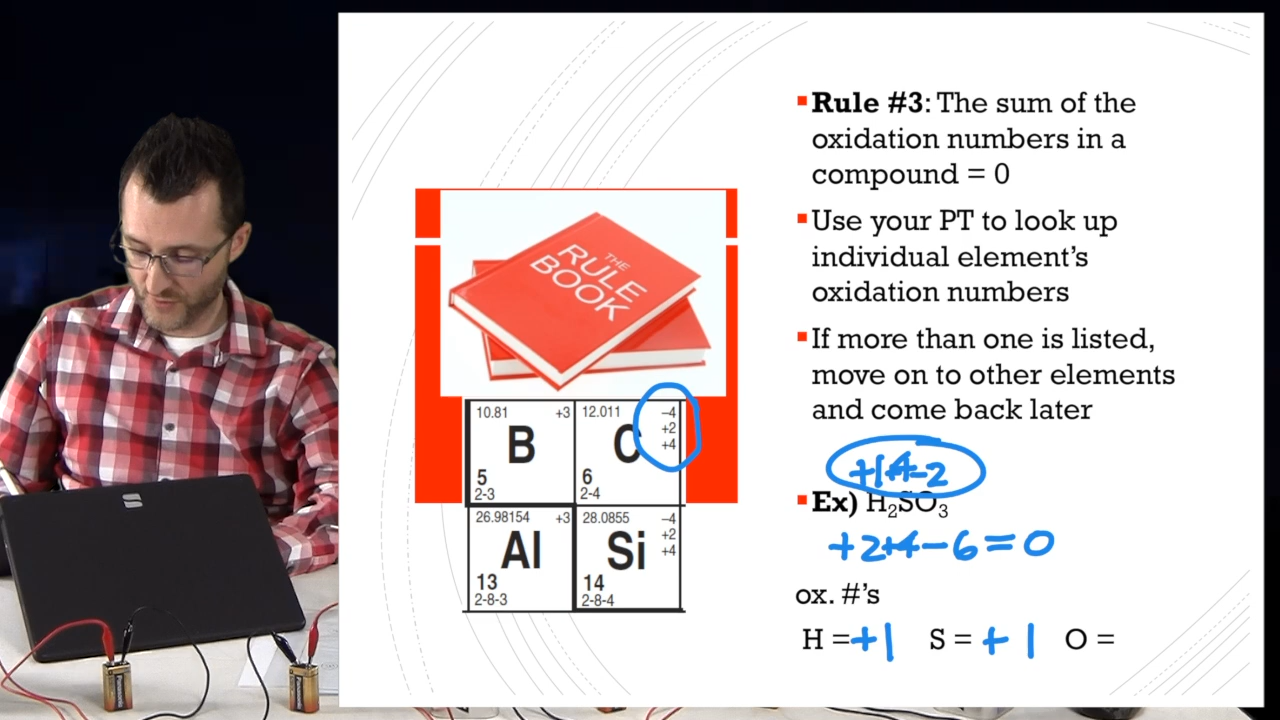 Rule #3: The sum of the
oxidation numbers in a
compound = 0
Use your PT to look up
individual element's
oxidation numbers
If more than one is listed,
move on to other elements
and come back later
+1+4-2
Ex) H₂SO₃
+2+4-6=0
ox. #'s
H =+1 S = +1 O =
THE
RULE
BOOK
10.81 +3
B
5
2-3
12.011 –4
+2
+4
C
6
2-4
26.98154 +3
Al
13
2-8-3
28.0855 –4
+2
+4
Si
14
2-8-4